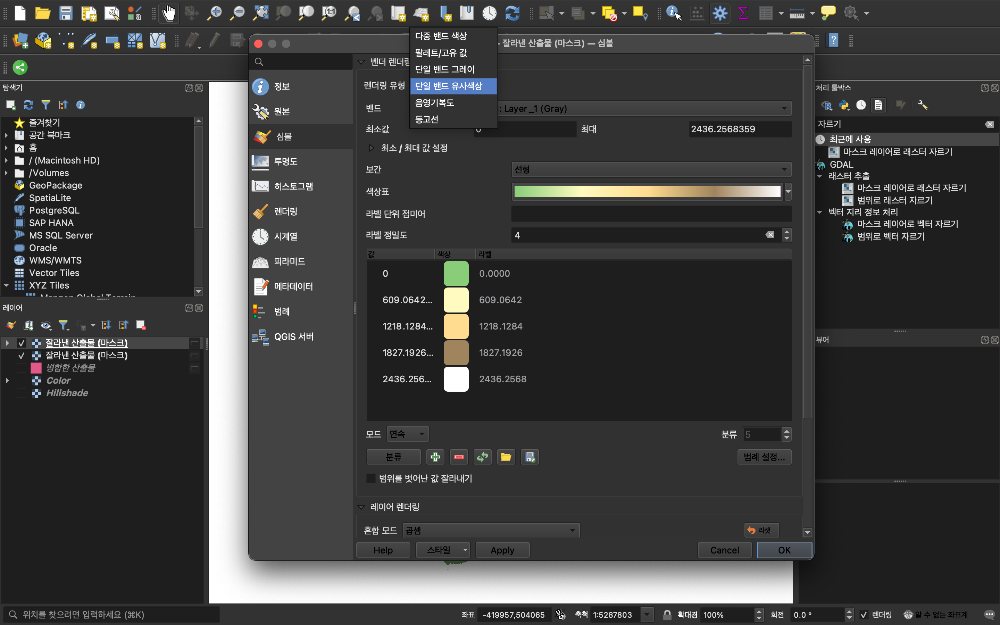 - 잘라낸 산출물 (마스크) — 심볼
다중 밴드 색상
팔레트/고유 값
단일 밴드 그레이
단일 밴드 유사색상
음영기복도
등고선
탐색기
즐겨찾기
공간 북마크
홈
/ (Macintosh HD)
/Volumes
GeoPackage
SpatiaLite
PostgreSQL
SAP HANA
MS SQL Server
Oracle
WMS/WMTS
Vector Tiles
XYZ Tiles
레이어
잘라낸 산출물 (마스크)
잘라낸 산출물 (마스크)
병합한 산출물
Color
Hillshade
정보
원본
심볼
투명도
히스토그램
렌더링
시계열
피라미드
메타데이터
범례
QGIS 서버
벤더 렌더링
렌더링 유형
밴드 : Layer_1 (Gray)
최소값 0 최대 2436.2568359
최소 / 최대 값 설정
보간 선형
색상표
라벨 단위 접미어
라벨 정밀도 4
값 색상 라벨
0 0.0000
609.0642... 609.0642
1218.1284... 1218.1284
1827.1926... 1827.1926
2436.256... 2436.2568
모드 연속 분류 5
분류 범례 설정...
범위를 벗어난 값 잘라내기
레이어 렌더링
혼합 모드 곱셈 리셋
Help 스타일 Apply Cancel OK
처리 툴박스
자르기
최근에 사용
마스크 레이어로 래스터 자르기
GDAL
래스터 추출
마스크 레이어로 래스터 자르기
범위로 래스터 자르기
벡터 지리 정보 처리
마스크 레이어로 벡터 자르기
범위로 벡터 자르기
뷰어
위치를 찾으려면 입력하세요 (⌘K)
좌표 -419957,504065 축척 1:5287803 확대경 100% 회전 0.0 ° 렌더링 알 수 없는 좌표계